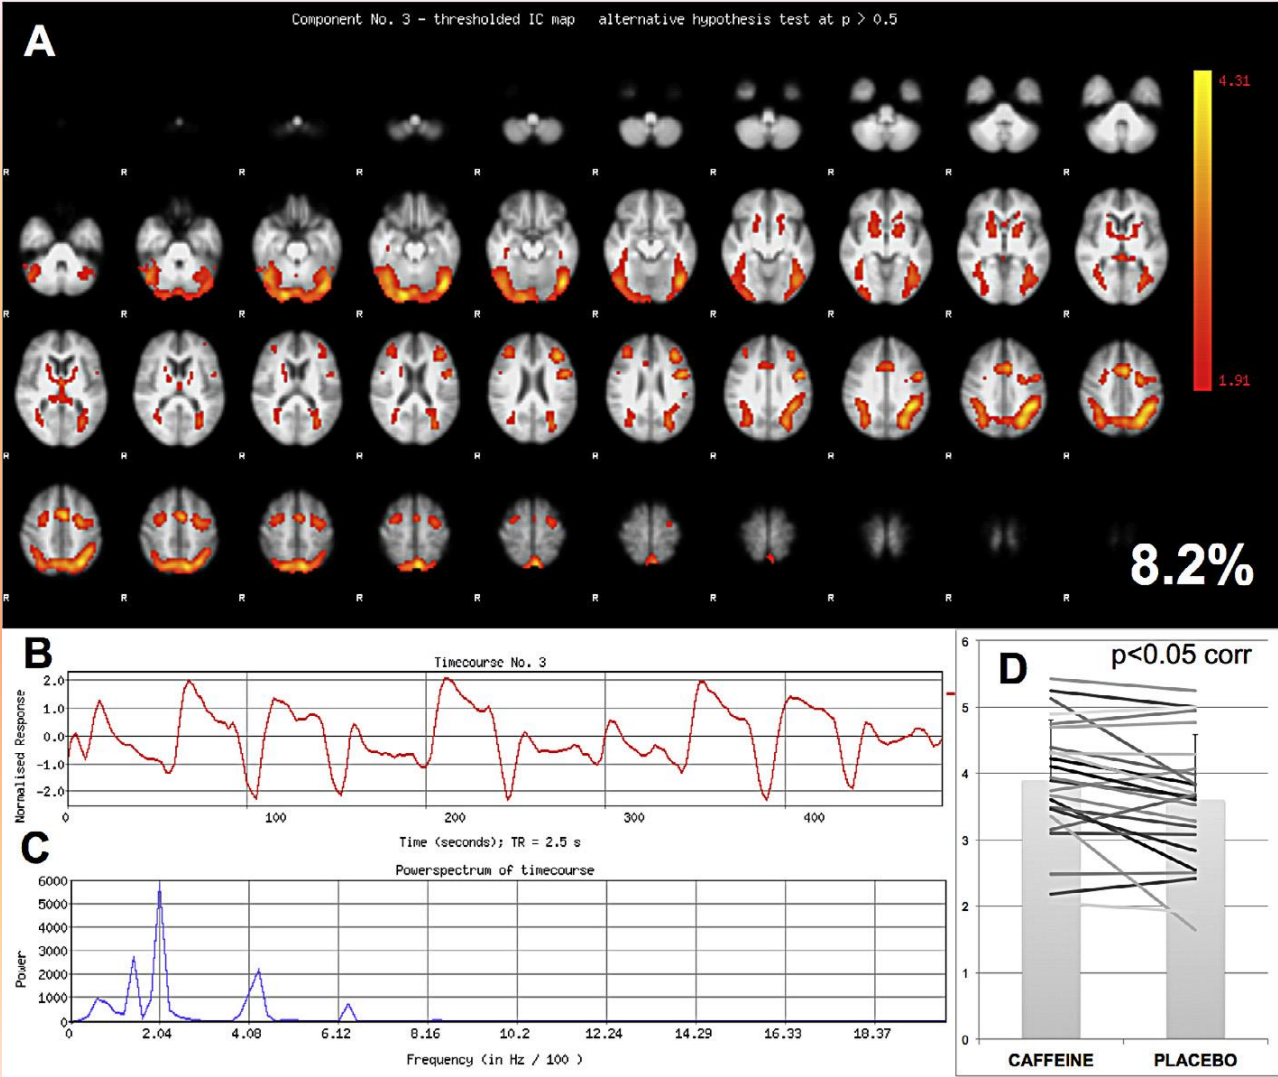 Component No. 3 - thresholded IC map   alternative hypothesis test at p > 0.5
A
4.31
R R R R R R R R R R
R R R R R R R R R R
1.91
R R R R R R R R R R
8.2%
R R R R R R R R R R
B
Timecourse No. 3
2.0
1.0
0.0
-1.0
-2.0
Normalised Response
0 100 200 300 400
Time (seconds); TR = 2.5 s
C
Powerspectrum of timecourse
6000
5000
4000
3000
2000
1000
0
Power
0 2.04 4.08 6.12 8.16 10.2 12.24 14.29 16.33 18.37
Frequency (in Hz / 100 )
D
p<0.05 corr
6
5
4
3
2
1
0
CAFFEINE PLACEBO